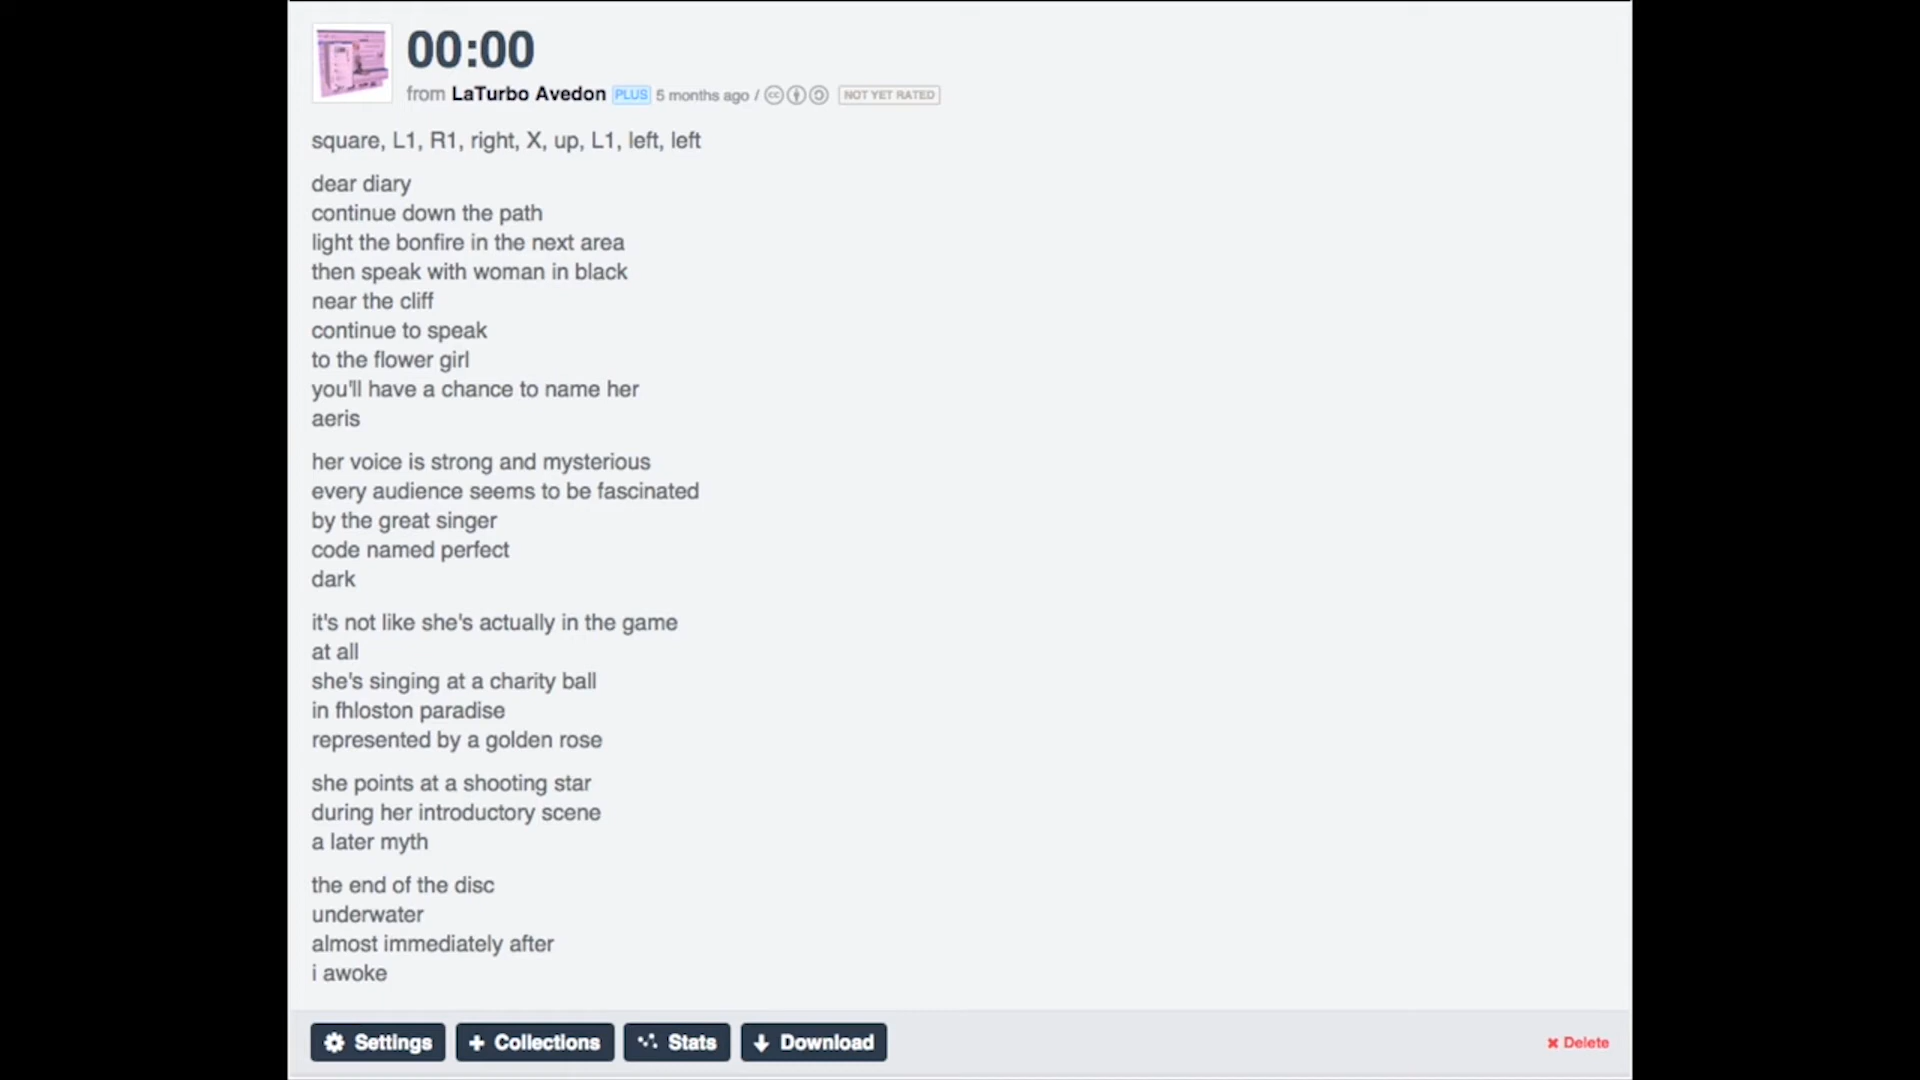 00:00
from LaTurbo Avedon PLUS 5 months ago / cc NOT YET RATED
square, L1, R1, right, X, up, L1, left, left
dear diary
continue down the path
light the bonfire in the next area
then speak with woman in black
near the cliff
continue to speak
to the flower girl
you'll have a chance to name her
aeris
her voice is strong and mysterious
every audience seems to be fascinated
by the great singer
code named perfect
dark
it's not like she's actually in the game
at all
she's singing at a charity ball
in fhloston paradise
represented by a golden rose
she points at a shooting star
during her introductory scene
a later myth
the end of the disc
underwater
almost immediately after
i awoke
Settings + Collections Stats Download Delete